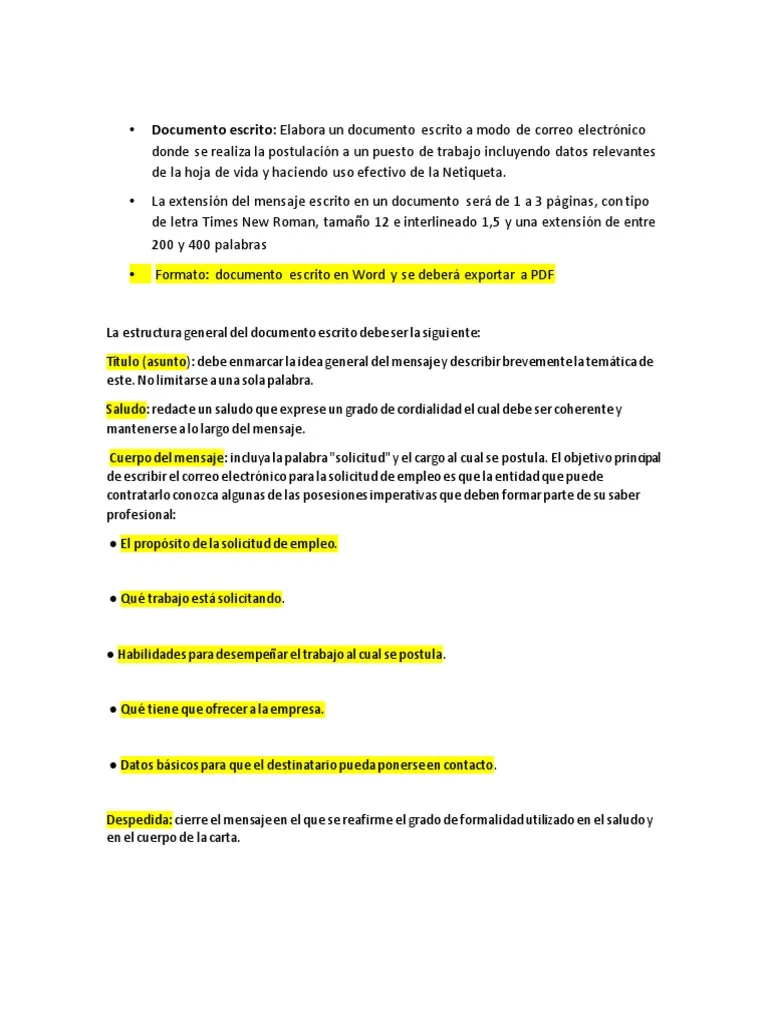 • Documento escrito: Elabora un documento escrito a modo de correo electrónico
donde se realiza la postulación a un puesto de trabajo incluyendo datos relevantes
de la hoja de vida y haciendo uso efectivo de la Netiqueta.
• La extensión del mensaje escrito en un documento será de 1 a 3 páginas, con tipo
de letra Times New Roman, tamaño 12 e interlineado 1,5 y una extensión de entre
200 y 400 palabras
• Formato: documento escrito en Word y se deberá exportar a PDF
La estructura general del documento escrito debe ser la siguiente:
Título (asunto): debe enmarcar la idea general del mensaje y describir brevemente la temática de
este. No limitarse a una sola palabra.
Saludo: redacte un saludo que exprese un grado de cordialidad el cual debe ser coherente y
mantenerse a lo largo del mensaje.
Cuerpo del mensaje: incluya la palabra "solicitud" y el cargo al cual se postula. El objetivo principal
de escribir el correo electrónico para la solicitud de empleo es que la entidad que puede
contratarlo conozca algunas de las posesiones imperativas que deben formar parte de su saber
profesional:
● El propósito de la solicitud de empleo.
● Qué trabajo está solicitando.
● Habilidades para desempeñar el trabajo al cual se postula.
● Qué tiene que ofrecer a la empresa.
● Datos básicos para que el destinatario pueda ponerse en contacto.
Despedida: cierre el mensaje en el que se reafirme el grado de formalidad utilizado en el saludo y
en el cuerpo de la carta.